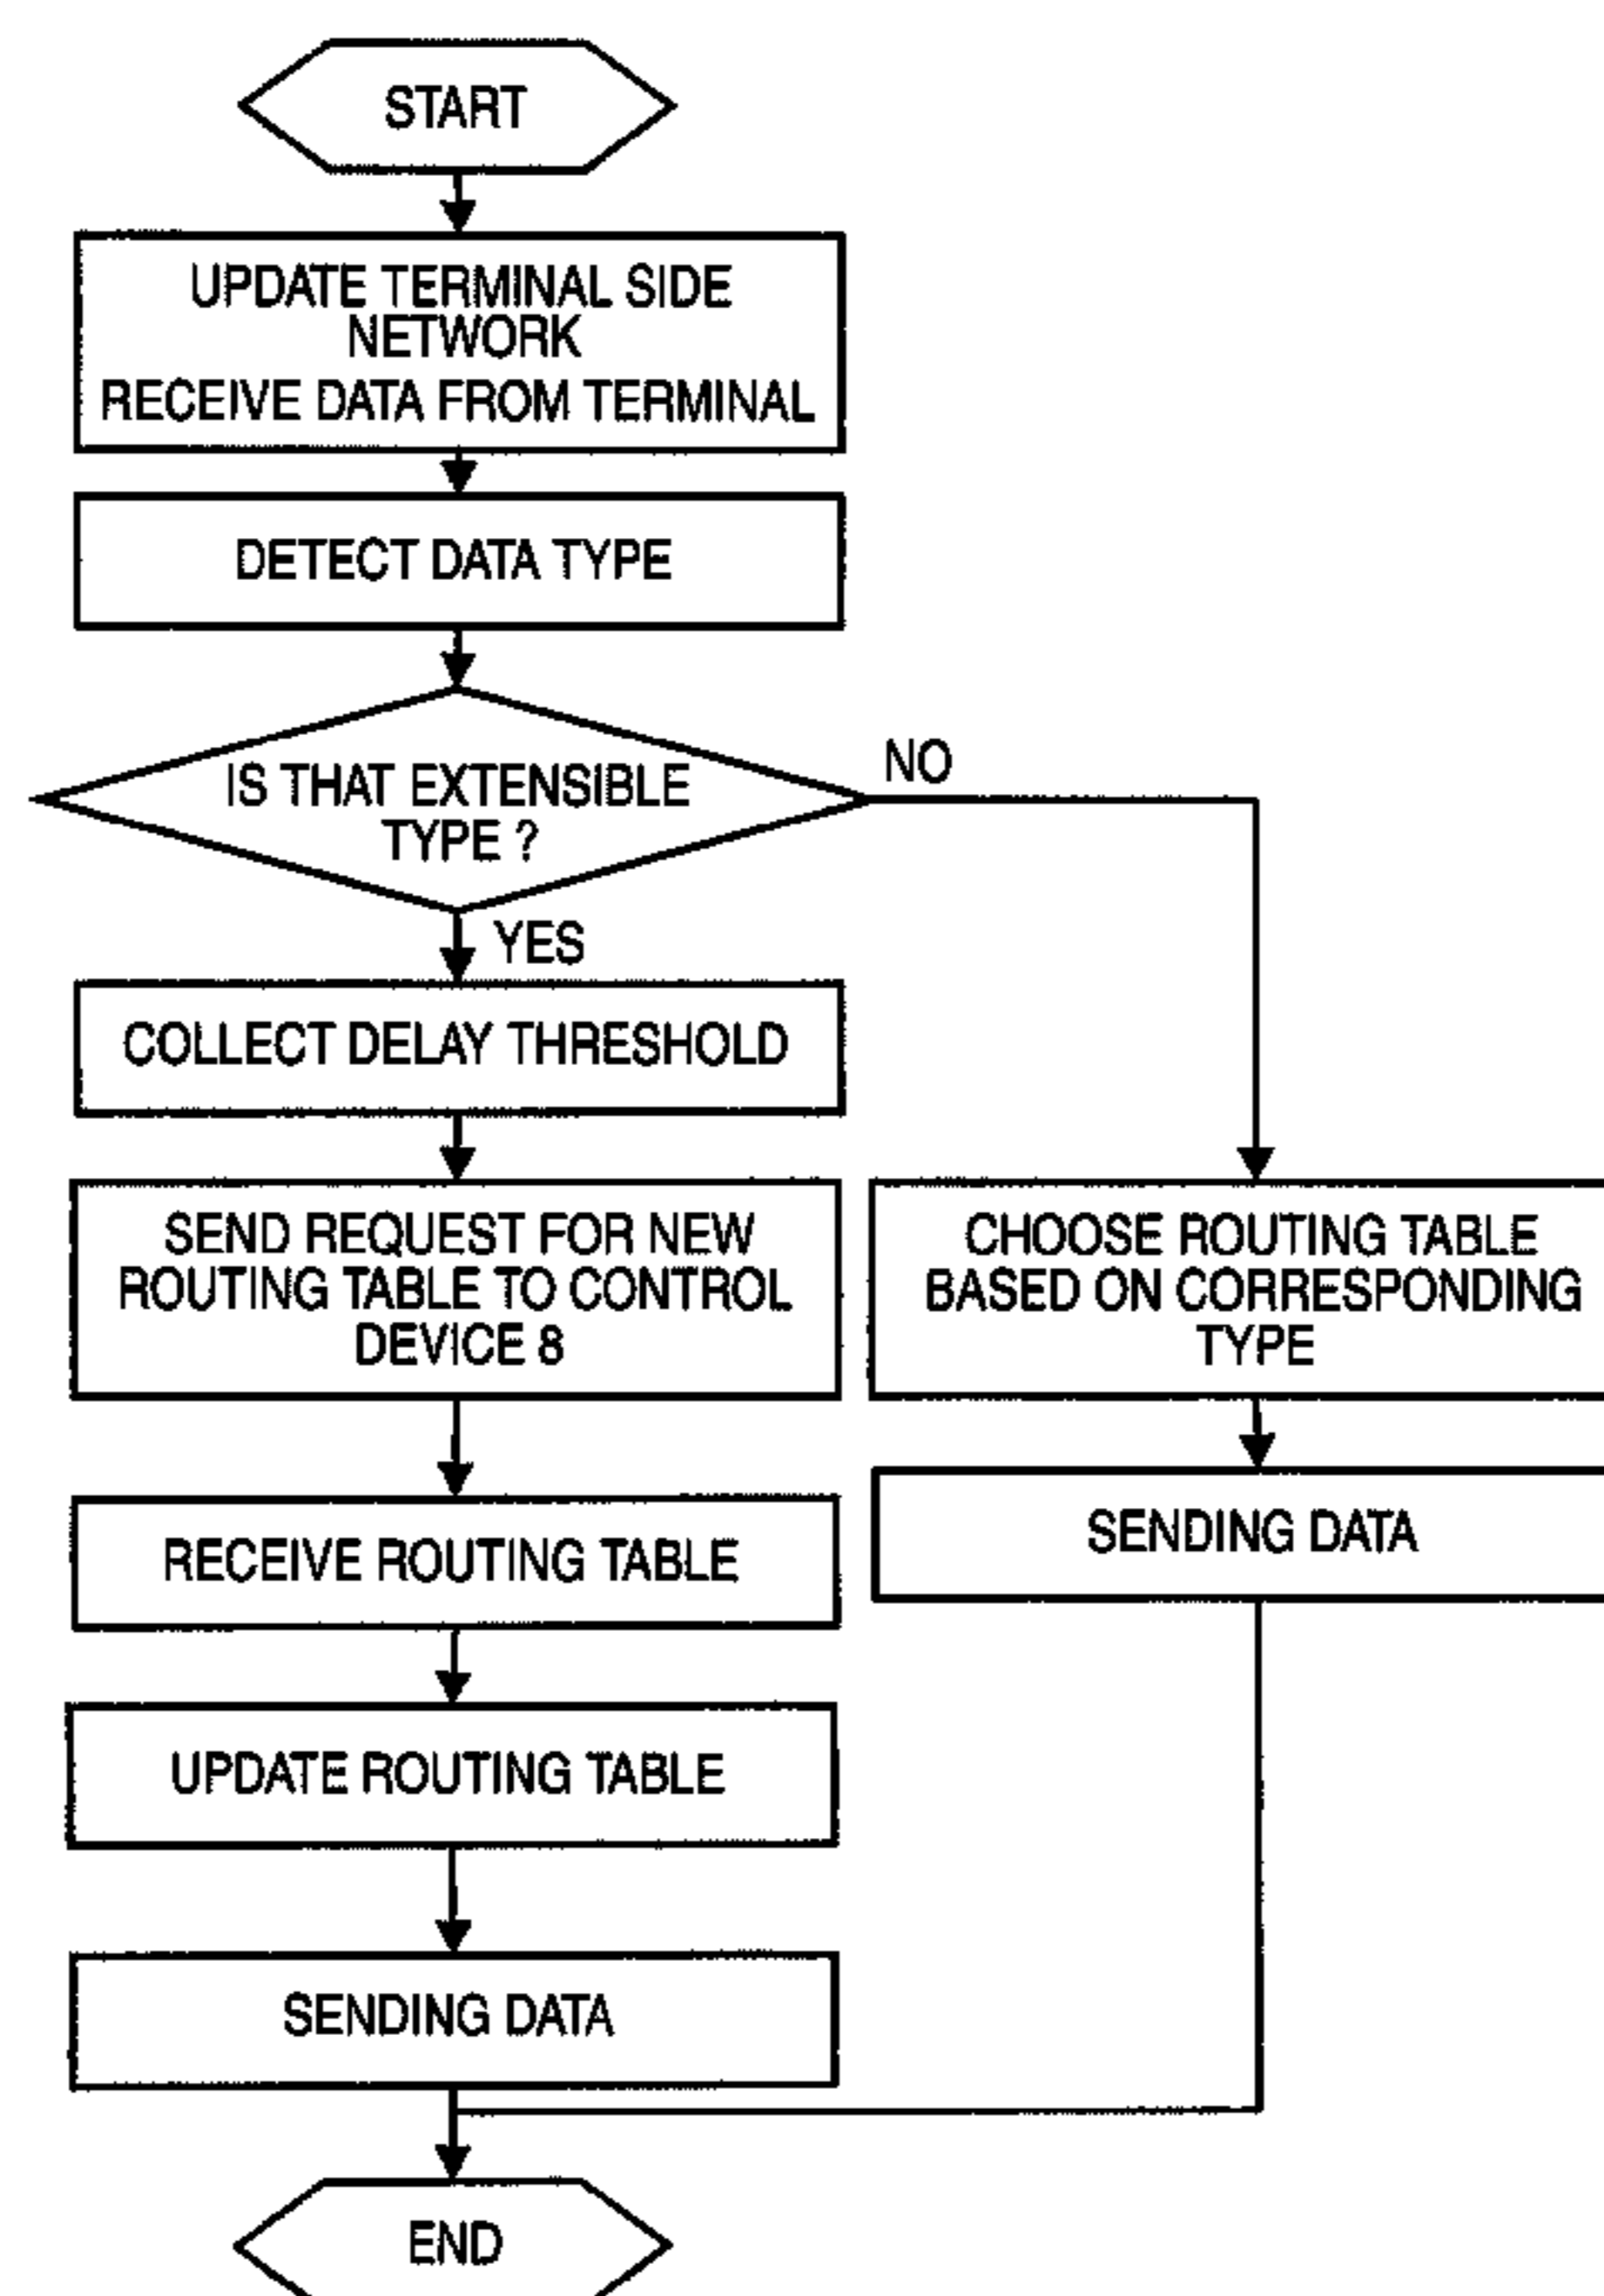 START
UPDATE TERMINAL SIDE
NETWORK
RECEIVE DATA FROM TERMINAL
DETECT DATA TYPE
IS THAT EXTENSIBLE
TYPE ?
NO
YES
COLLECT DELAY THRESHOLD
SEND REQUEST FOR NEW
ROUTING TABLE TO CONTROL
DEVICE 8
CHOOSE ROUTING TABLE
BASED ON CORRESPONDING
TYPE
RECEIVE ROUTING TABLE
SENDING DATA
UPDATE ROUTING TABLE
SENDING DATA
END